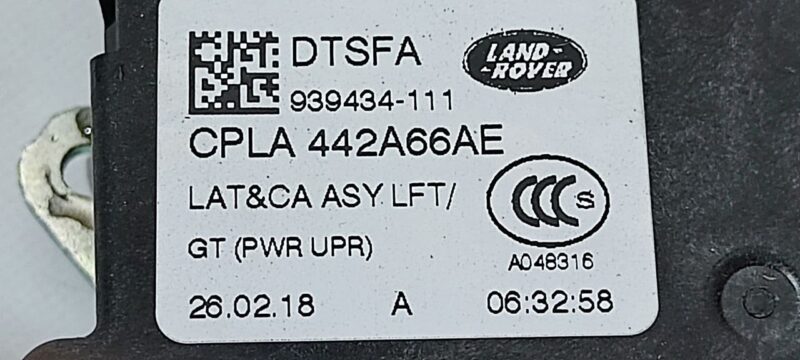 DTSFA
LAND-
-ROVER
939434-111
CPLA 442A66AE
LAT&CA ASY LFT/
CCC S
GT (PWR UPR)
A048316
26.02.18 A 06:32:58